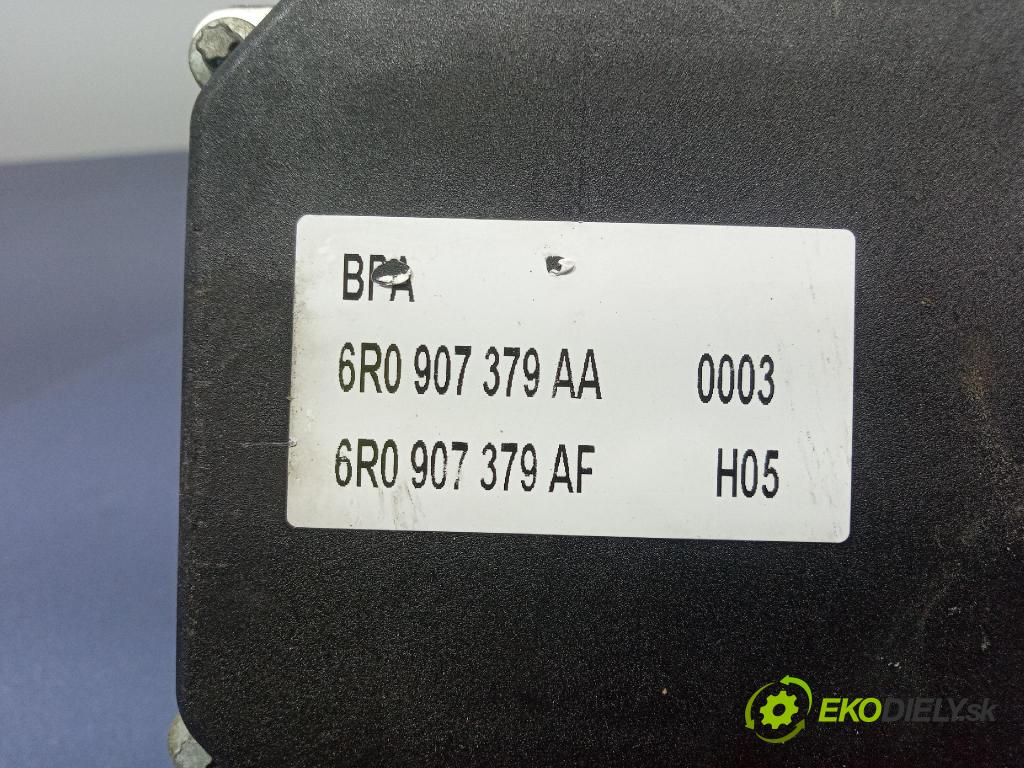 BPA
6R0 907 379 AA 0003
6R0 907 379 AF H05
EKODIELY.sk